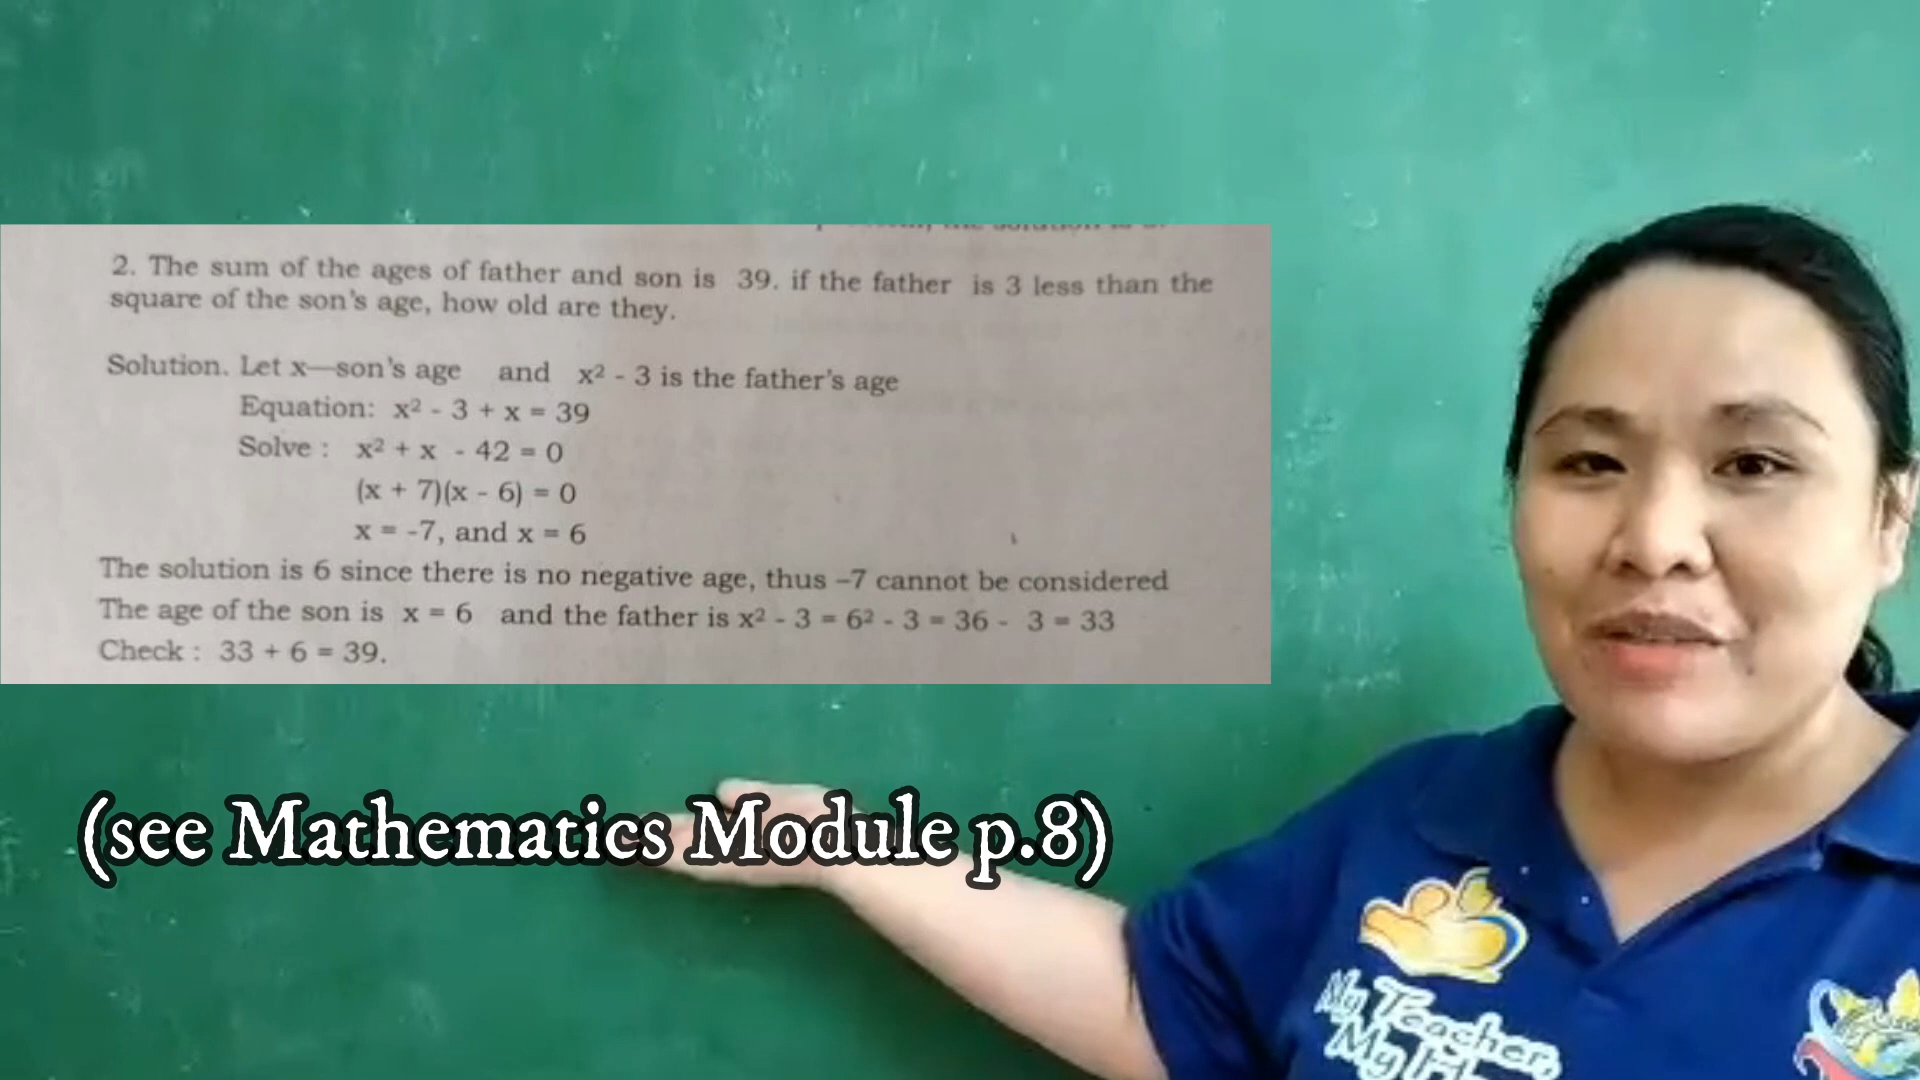 2. The sum of the ages of father and son is 39. if the father is 3 less than the
square of the son's age, how old are they.
Solution. Let x—son's age and x² - 3 is the father's age
Equation: x² - 3 + x = 39
Solve : x² + x - 42 = 0
(x + 7)(x - 6) = 0
x = -7, and x = 6
The solution is 6 since there is no negative age, thus –7 cannot be considered
The age of the son is x = 6 and the father is x² - 3 = 6² - 3 = 36 - 3 = 33
Check : 33 + 6 = 39.
(see Mathematics Module p.8)
My Teacher,
My